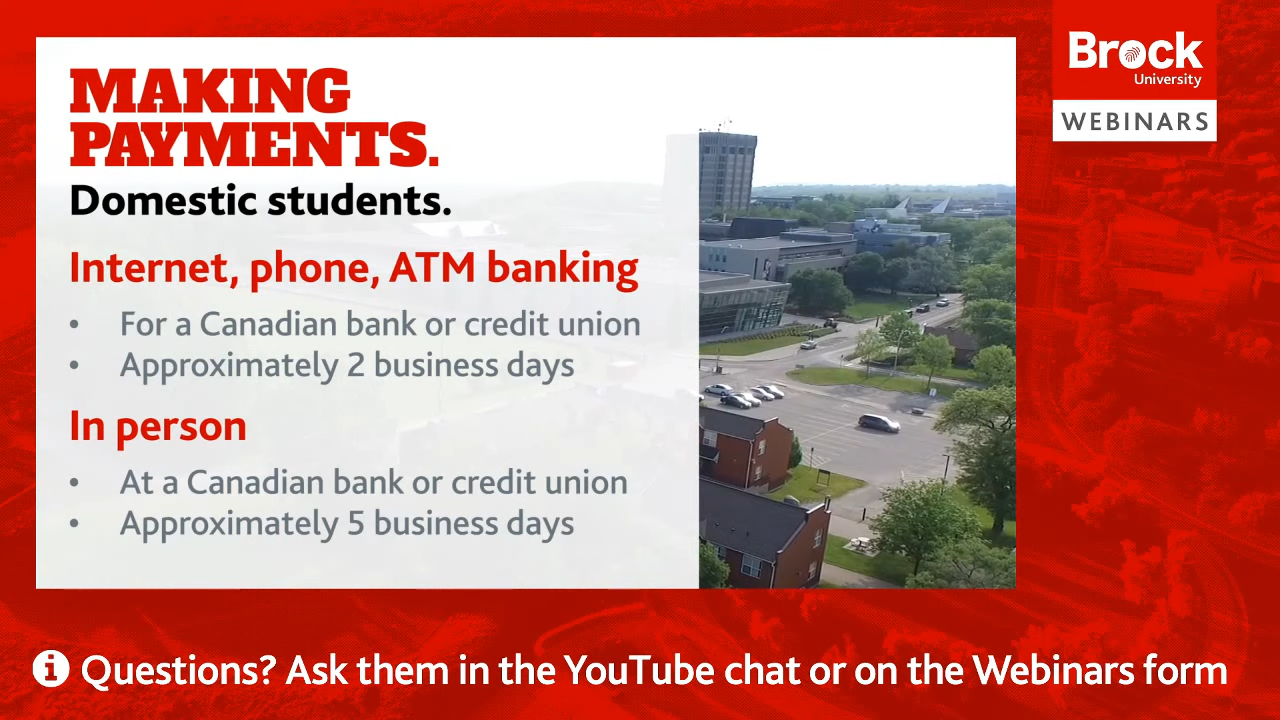 Brock
University
WEBINARS
MAKING
PAYMENTS.
Domestic students.
Internet, phone, ATM banking
• For a Canadian bank or credit union
• Approximately 2 business days
In person
• At a Canadian bank or credit union
• Approximately 5 business days
i Questions? Ask them in the YouTube chat or on the Webinars form